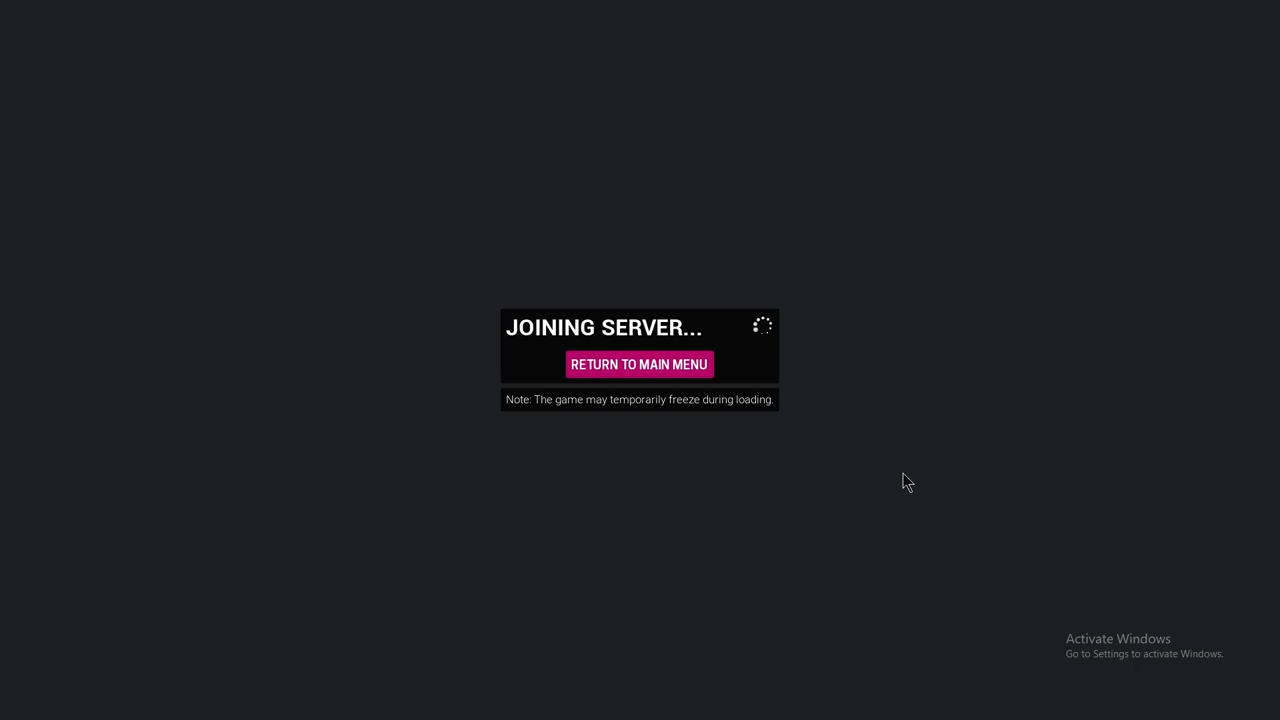 JOINING SERVER...
RETURN TO MAIN MENU
Note: The game may temporarily freeze during loading.
Activate Windows
Go to Settings to activate Windows.